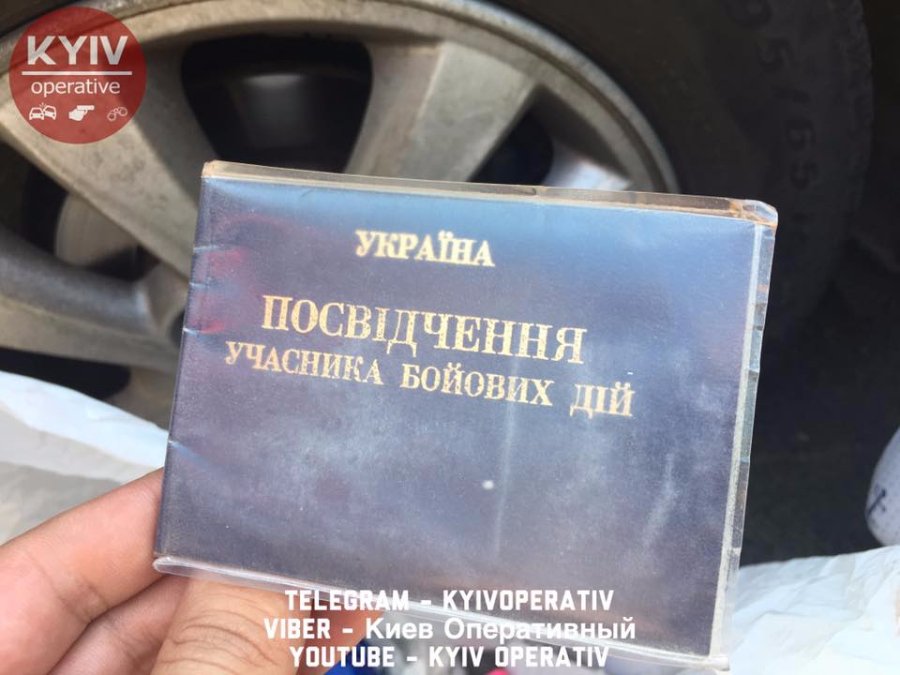 KYIV
operative
УКРАЇНА
ПОСВІДЧЕННЯ
УЧАСНИКА БОЙОВИХ ДІЙ
TELEGRAM - KYIVOPERATIV
VIBER - Киев Оперативный
YOUTUBE - KYIV OPERATIV